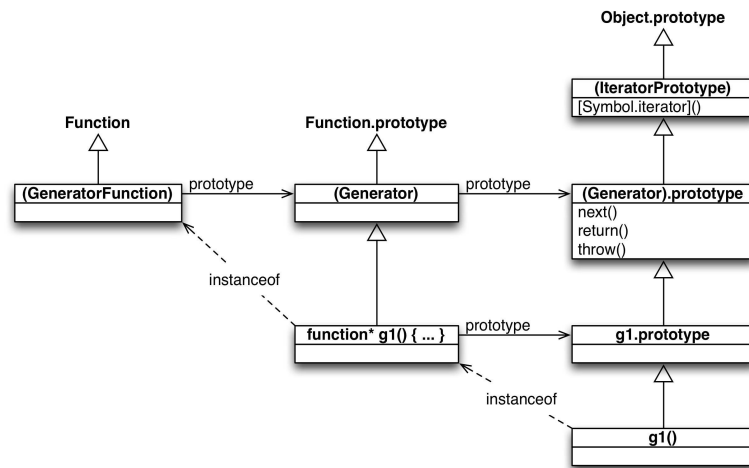 Object.prototype
(IteratorPrototype)
[Symbol.iterator]()
Function
Function.prototype
(GeneratorFunction)
prototype
(Generator)
prototype
(Generator).prototype
next()
return()
throw()
instanceof
function* g1() { ... }
prototype
g1.prototype
instanceof
g1()